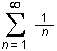 ∞
∑ 1/n
n = 1